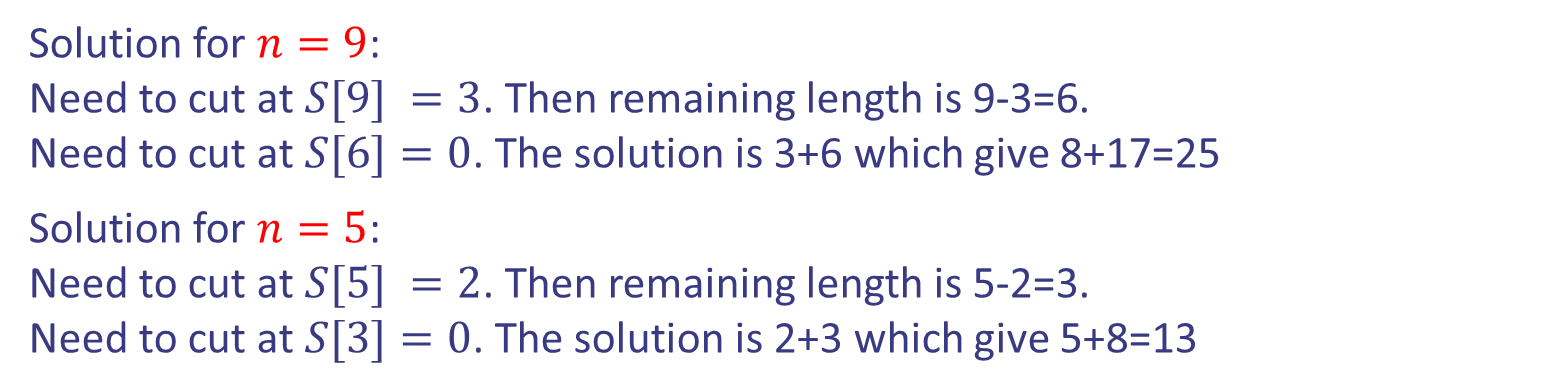 Solution for n = 9:
Need to cut at S[9] = 3. Then remaining length is 9-3=6.
Need to cut at S[6] = 0. The solution is 3+6 which give 8+17=25
Solution for n = 5:
Need to cut at S[5] = 2. Then remaining length is 5-2=3.
Need to cut at S[3] = 0. The solution is 2+3 which give 5+8=13